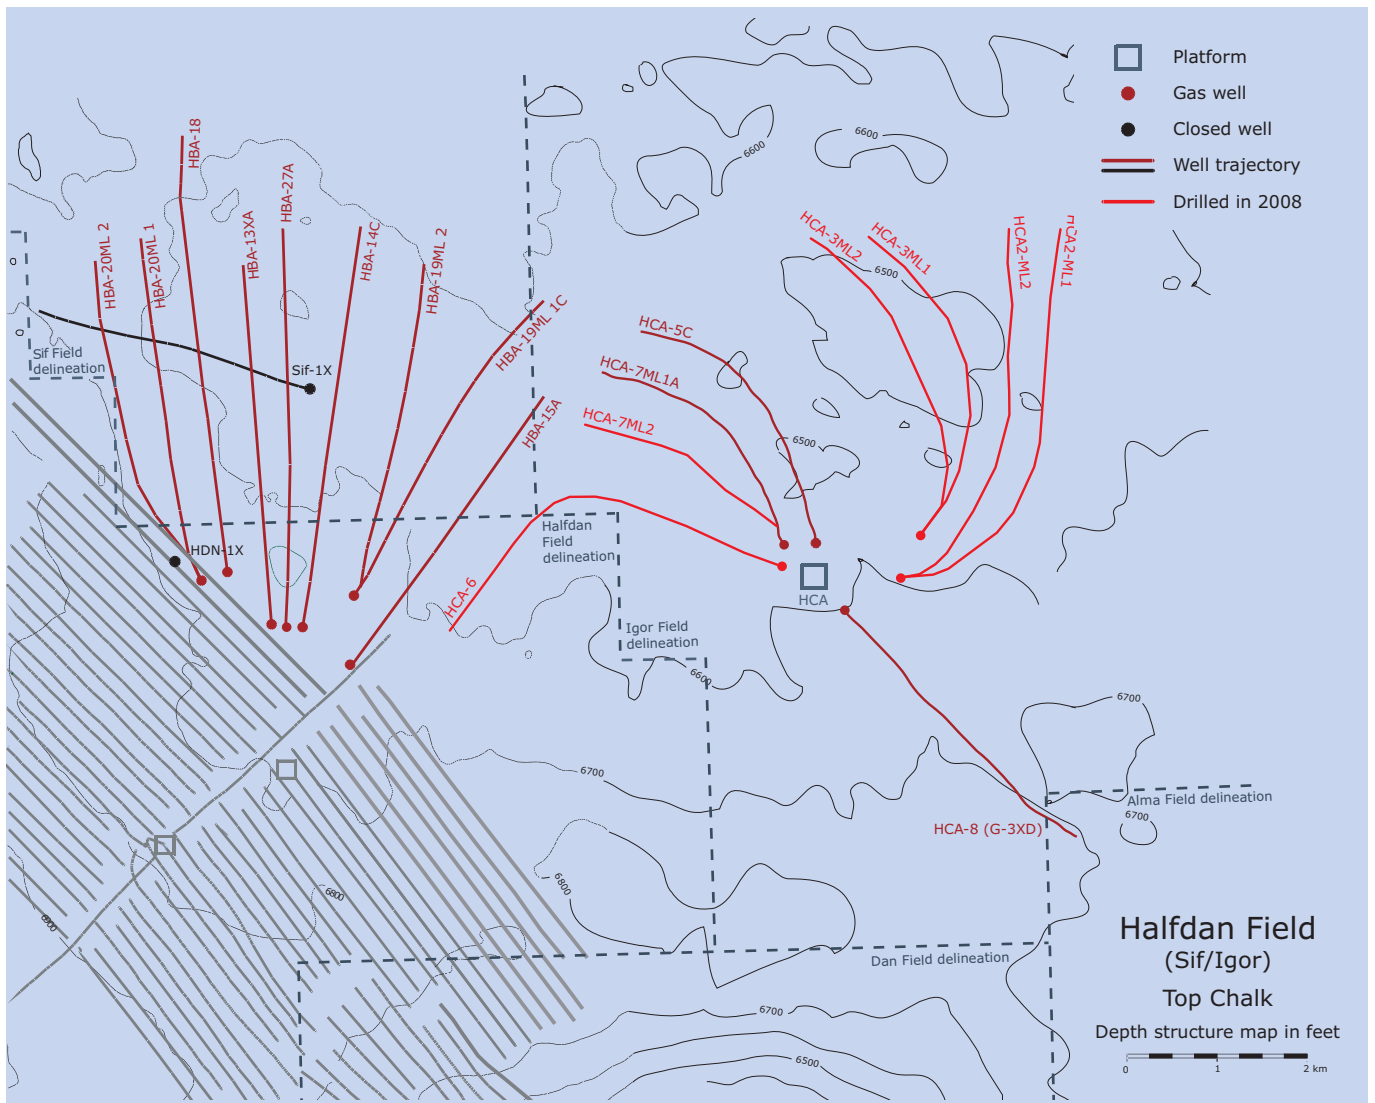 Platform
Gas well
Closed well
Well trajectory
Drilled in 2008
6600
6600
HBA-18
HBA-27A
HBA-20ML 2
HBA-20ML 1
HBA-13XA
HBA-14C
HBA-19ML 2
HBA-19ML 1C
HBA-15A
HCA-3ML2
HCA-3ML1
HCA2-ML2
HCA2-ML1
6500
HCA-5C
HCA-7ML1A
HCA-7ML2
6500
Sif Field
delineation
Sif-1X
HDN-1X
Halfdan
Field
delineation
HCA-6
HCA
Igor Field
delineation
6600
6700
6700
Alma Field delineation
6700
HCA-8 (G-3XD)
6800
6800
6900
Dan Field delineation
6700
6500
Halfdan Field
(Sif/Igor)
Top Chalk
Depth structure map in feet
0 1 2 km